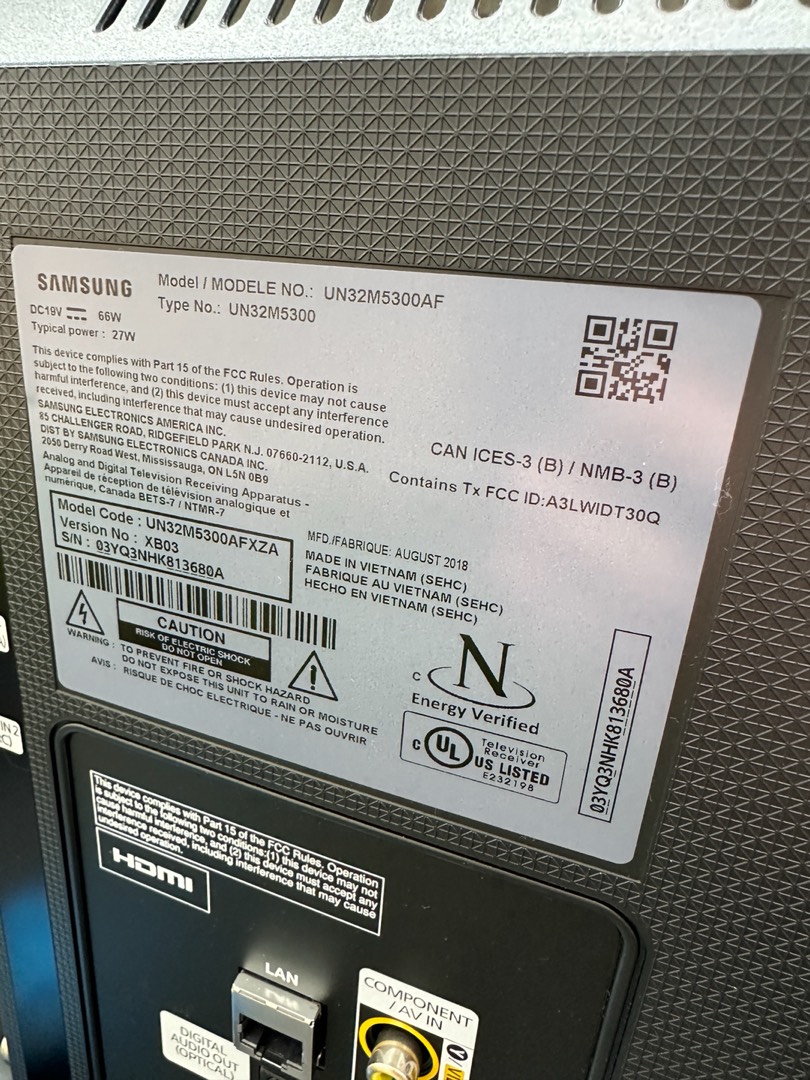 SAMSUNG
Model / MODELE NO.: UN32M5300AF
Type No.: UN32M5300
DC19V 66W
Typical power : 27W
This device complies with Part 15 of the FCC Rules. Operation is
subject to the following two conditions: (1) this device may not cause
harmful interference, and (2) this device must accept any interference
received, including interference that may cause undesired operation.
SAMSUNG ELECTRONICS AMERICA INC.
85 CHALLENGER ROAD, RIDGEFIELD PARK N.J. 07660-2112, U.S.A.
DIST BY SAMSUNG ELECTRONICS CANADA INC.
2050 Derry Road West, Mississauga, ON L5N 0B9
Analog and Digital Television Receiving Apparatus -
Appareil de réception de télévision analogique et
numérique, Canada BETS-7 / NTMR-7
CAN ICES-3 (B) / NMB-3 (B)
Contains Tx FCC ID:A3LWIDT30Q
Model Code : UN32M5300AFXZA
Version No : XB03
S/N : 03YQ3NHK813680A
MFD./FABRIQUE: AUGUST 2018
MADE IN VIETNAM (SEHC)
FABRIQUE AU VIETNAM (SEHC)
HECHO EN VIETNAM (SEHC)
CAUTION
RISK OF ELECTRIC SHOCK
DO NOT OPEN
WARNING : TO PREVENT FIRE OR SHOCK HAZARD
DO NOT EXPOSE THIS UNIT TO RAIN OR MOISTURE
AVIS : RISQUE DE CHOC ELECTRIQUE - NE PAS OUVRIR
C N
Energy Verified
C UL US LISTED
Television
Receiver
E232198
03YQ3NHK813680A
IN 2
This device complies with Part 15 of the FCC Rules. Operation
is subject to the following two conditions:(1) this device may not
cause harmful interference, and (2) this device must accept any
interference received, including interference that may cause
undesired operation.
HDMI
LAN
COMPONENT
/ AV IN
DIGITAL
AUDIO OUT
(OPTICAL)